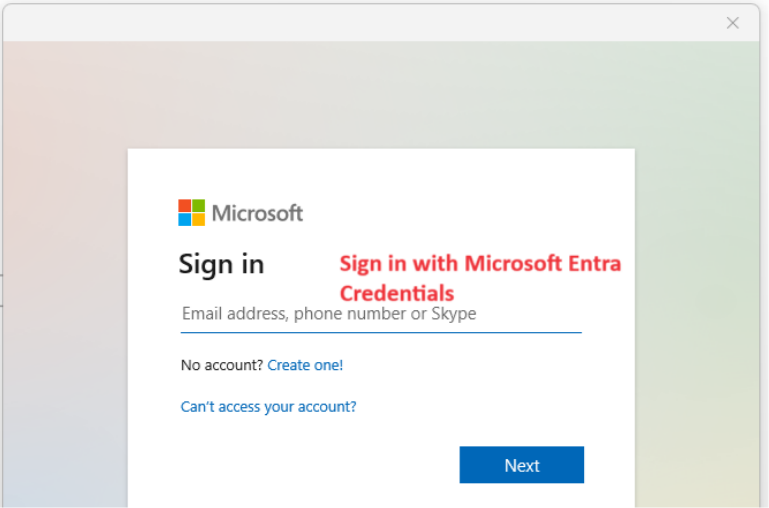 Microsoft
Sign in
Sign in with Microsoft Entra
Credentials
Email address, phone number or Skype
No account? Create one!
Can't access your account?
Next